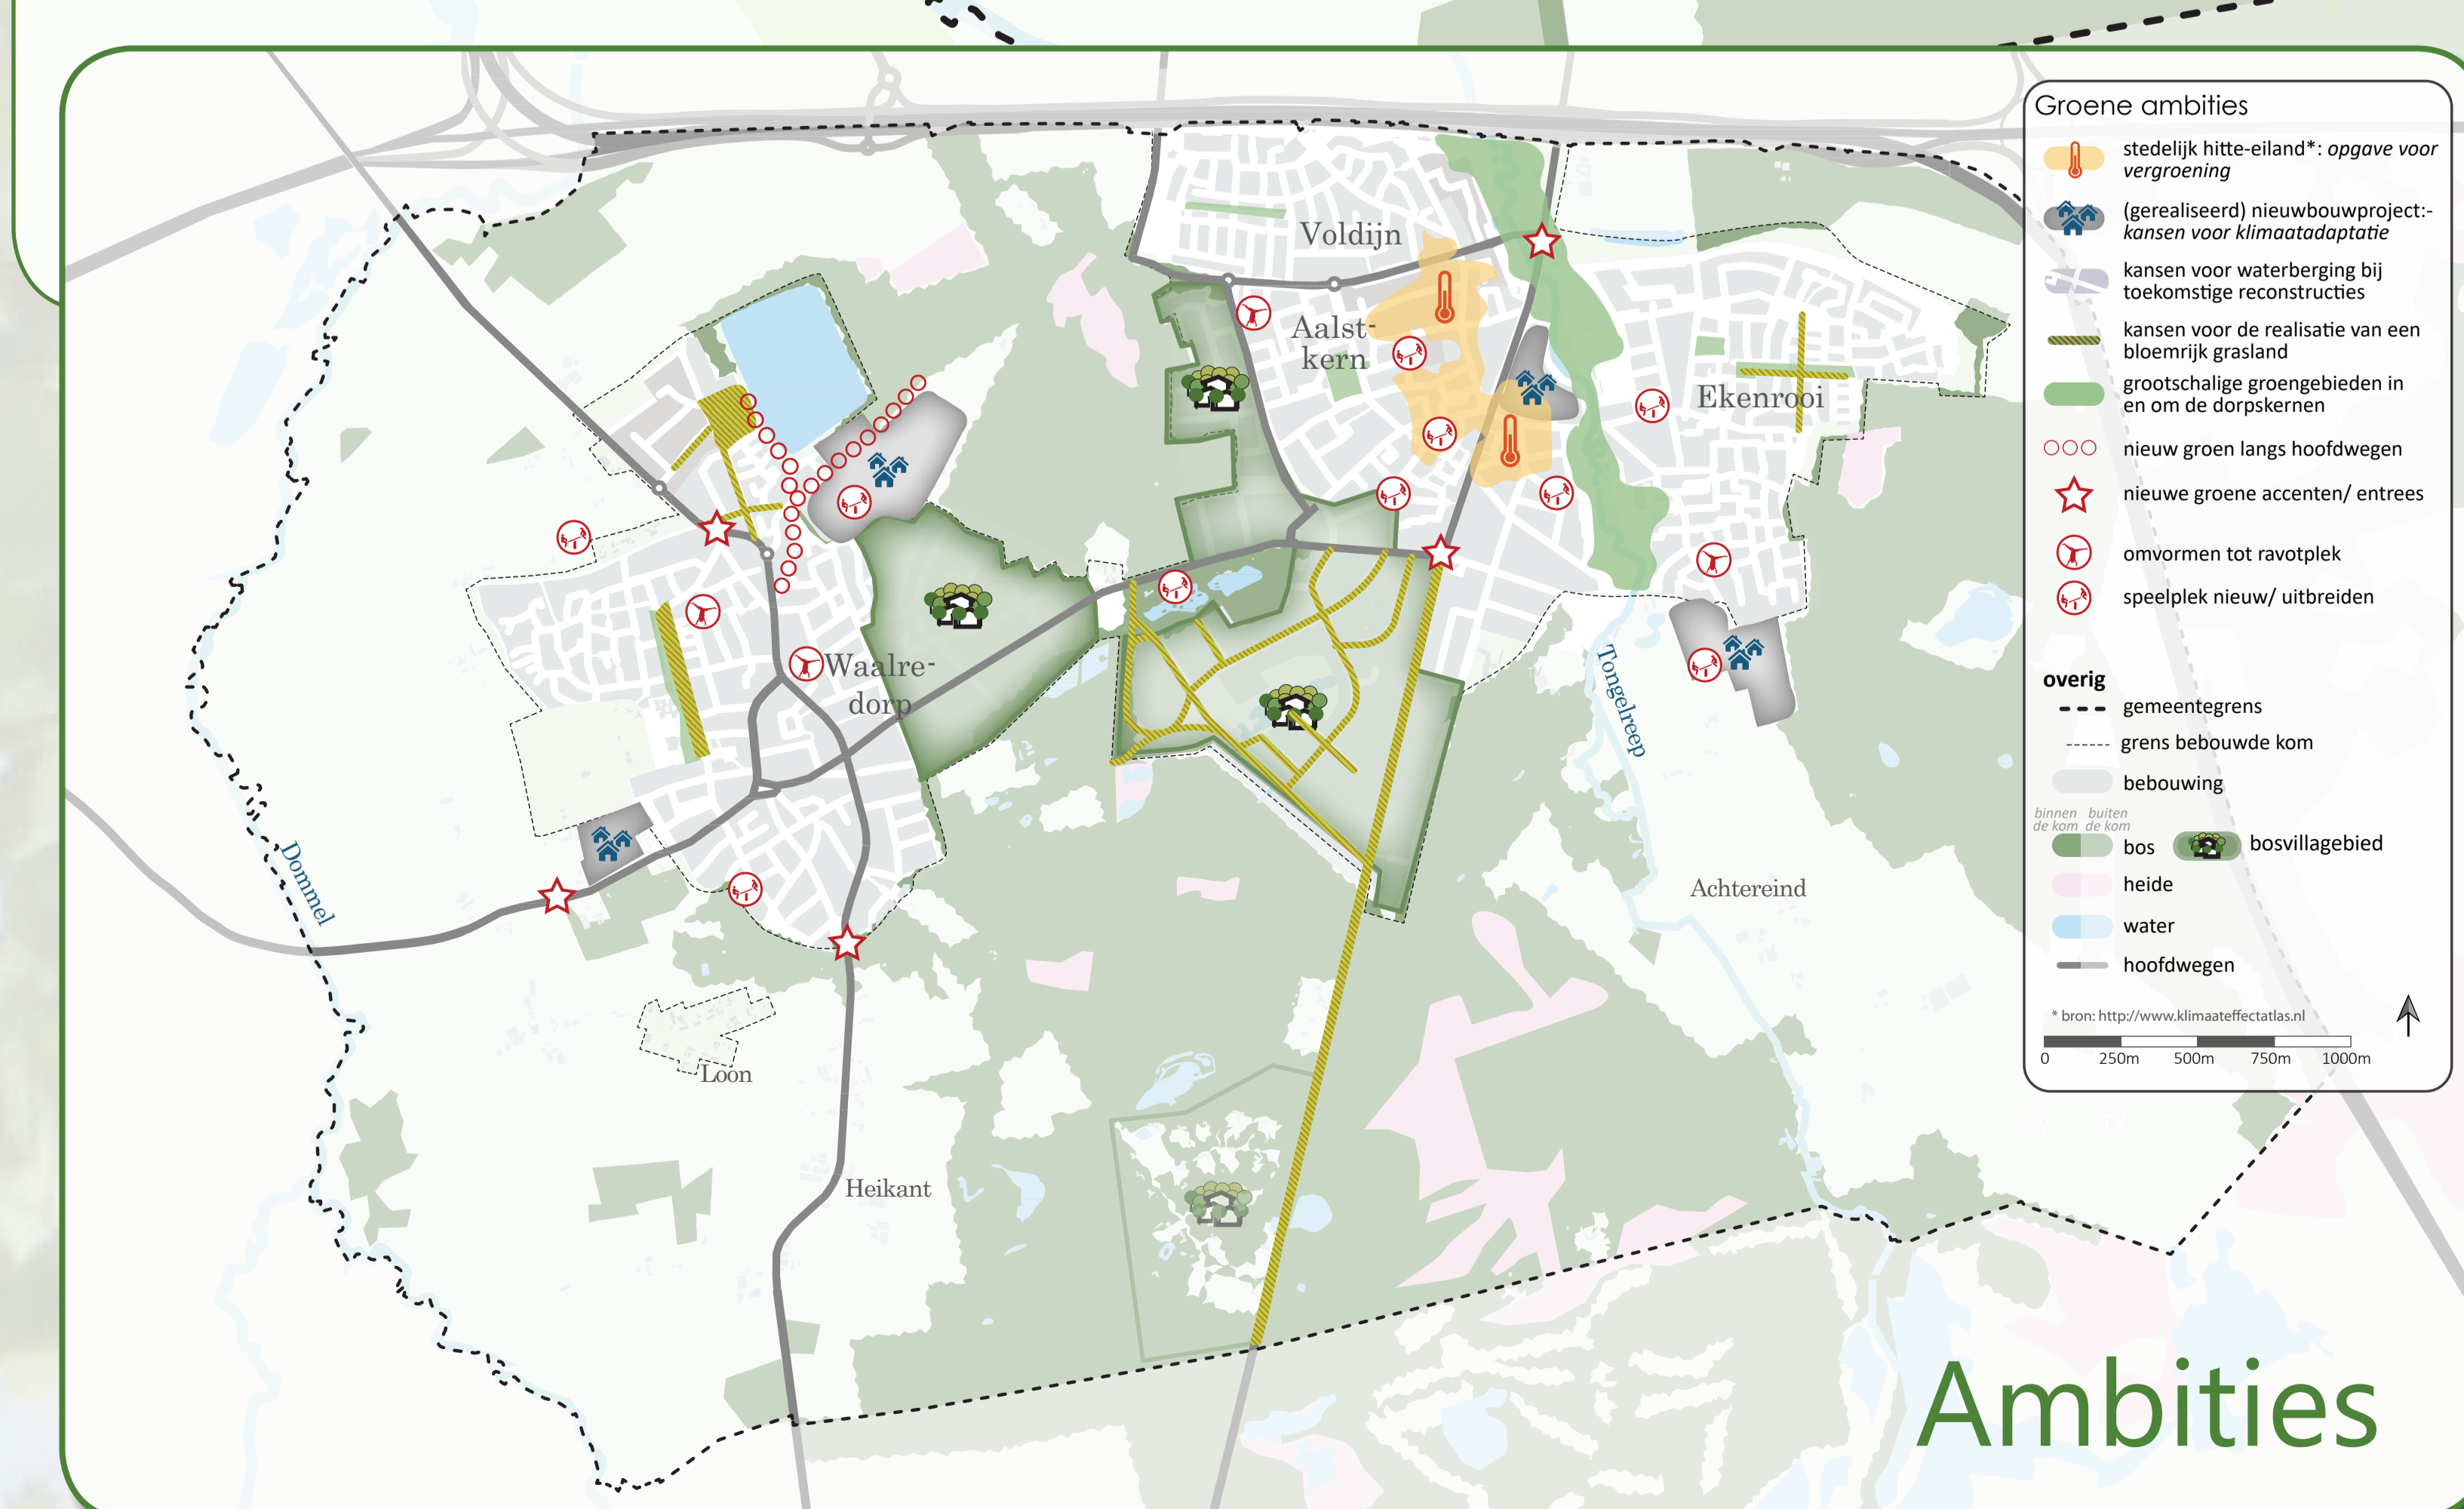 Voldijn
Aalst-
kern
Ekenrooi
Waalre-
dorp
Tongelreep
Dommel
Achtereind
Loon
Heikant
Groene ambities
stedelijk hitte-eiland*: opgave voor
vergroening
(gerealiseerd) nieuwbouwproject:-
kansen voor klimaatadaptatie
kansen voor waterberging bij
toekomstige reconstructies
kansen voor de realisatie van een
bloemrijk grasland
grootschalige groengebieden in
en om de dorpskernen
nieuw groen langs hoofdwegen
nieuwe groene accenten/ entrees
omvormen tot ravotplek
speelplek nieuw/ uitbreiden
overig
gemeentegrens
grens bebouwde kom
bebouwing
binnen buiten
de kom de kom
bos bosvillagebied
heide
water
hoofdwegen
* bron: http://www.klimaateffectatlas.nl
0 250m 500m 750m 1000m
Ambities